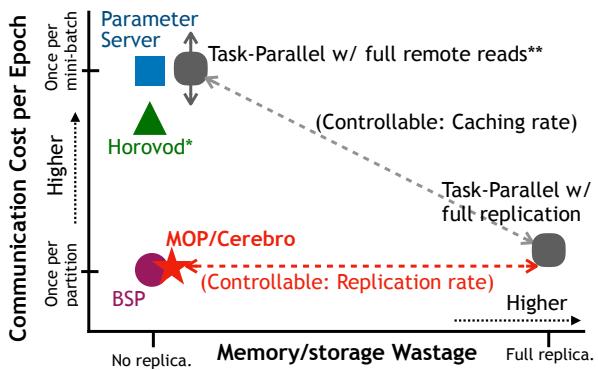 Communication Cost per Epoch
Higher
Once per
mini-batch
Once per
partition
Parameter
Server
Task-Parallel w/ full remote reads**
(Controllable: Caching rate)
Horovod*
Task-Parallel w/
full replication
MOP/Cerebro
(Controllable: Replication rate)
BSP
Higher
No replica.
Memory/storage Wastage
Full replica.